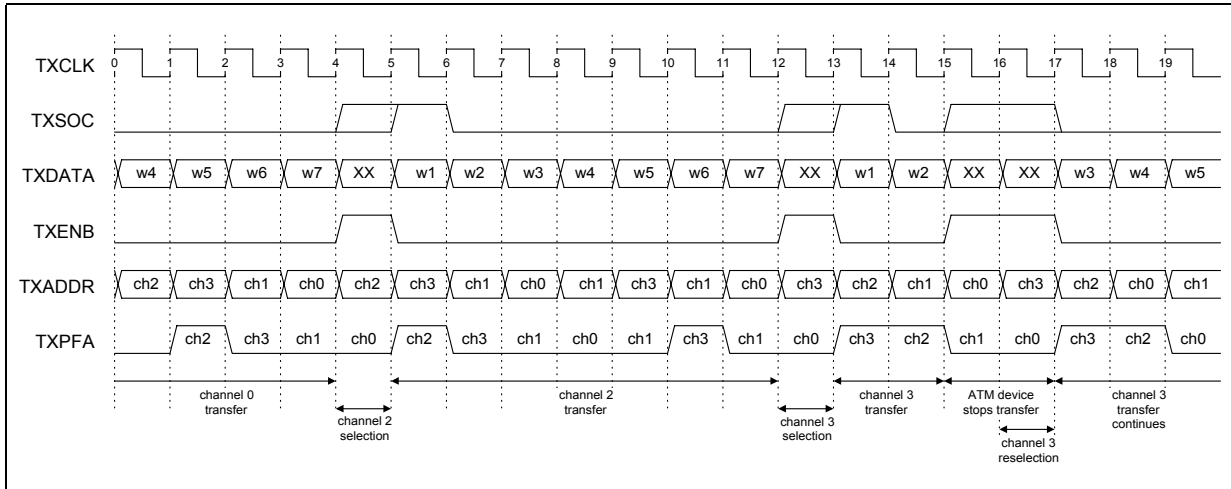 TXCLK 0 1 2 3 4 5 6 7 8 9 10 11 12 13 14 15 16 17 18 19
TXSOC
TXDATA w4 w5 w6 w7 XX w1 w2 w3 w4 w5 w6 w7 XX w1 w2 XX XX w3 w4 w5
TXENB
TXADDR ch2 ch3 ch1 ch0 ch2 ch3 ch1 ch0 ch1 ch3 ch1 ch0 ch3 ch2 ch1 ch0 ch3 ch2 ch0 ch1
TXPFA ch2 ch3 ch1 ch0 ch2 ch3 ch1 ch0 ch1 ch3 ch1 ch0 ch3 ch2 ch1 ch0 ch3 ch2 ch0
channel 0
transfer
channel 2
selection
channel 2
transfer
channel 3
selection
channel 3
transfer
ATM device
stops transfer
channel 3
reselection
channel 3
transfer
continues